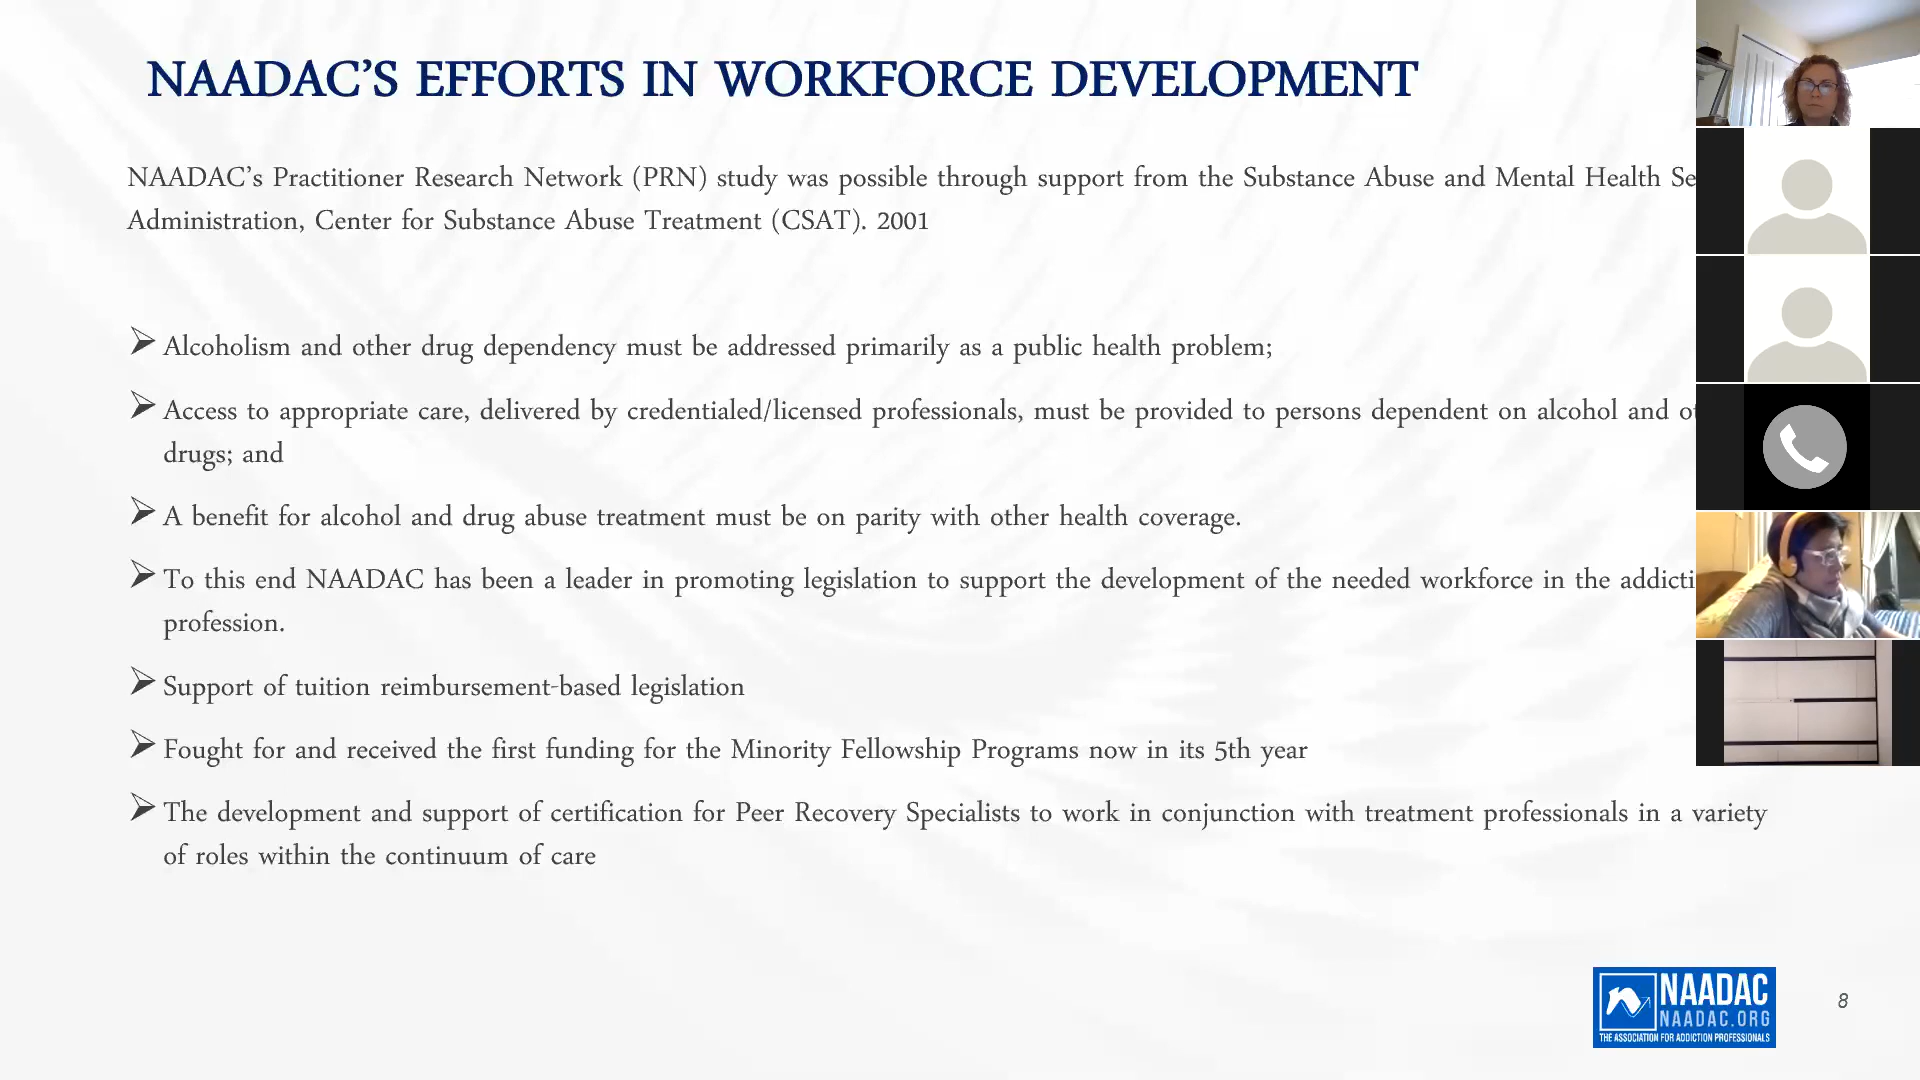 NAADAC’S EFFORTS IN WORKFORCE DEVELOPMENT
NAADAC’s Practitioner Research Network (PRN) study was possible through support from the Substance Abuse and Mental Health Se
Administration, Center for Substance Abuse Treatment (CSAT). 2001
Alcoholism and other drug dependency must be addressed primarily as a public health problem;
Access to appropriate care, delivered by credentialed/licensed professionals, must be provided to persons dependent on alcohol and ot
drugs; and
A benefit for alcohol and drug abuse treatment must be on parity with other health coverage.
To this end NAADAC has been a leader in promoting legislation to support the development of the needed workforce in the addicti
profession.
Support of tuition reimbursement-based legislation
Fought for and received the first funding for the Minority Fellowship Programs now in its 5th year
The development and support of certification for Peer Recovery Specialists to work in conjunction with treatment professionals in a variety
of roles within the continuum of care
NAADAC
NAADAC.ORG
THE ASSOCIATION FOR ADDICTION PROFESSIONALS
8